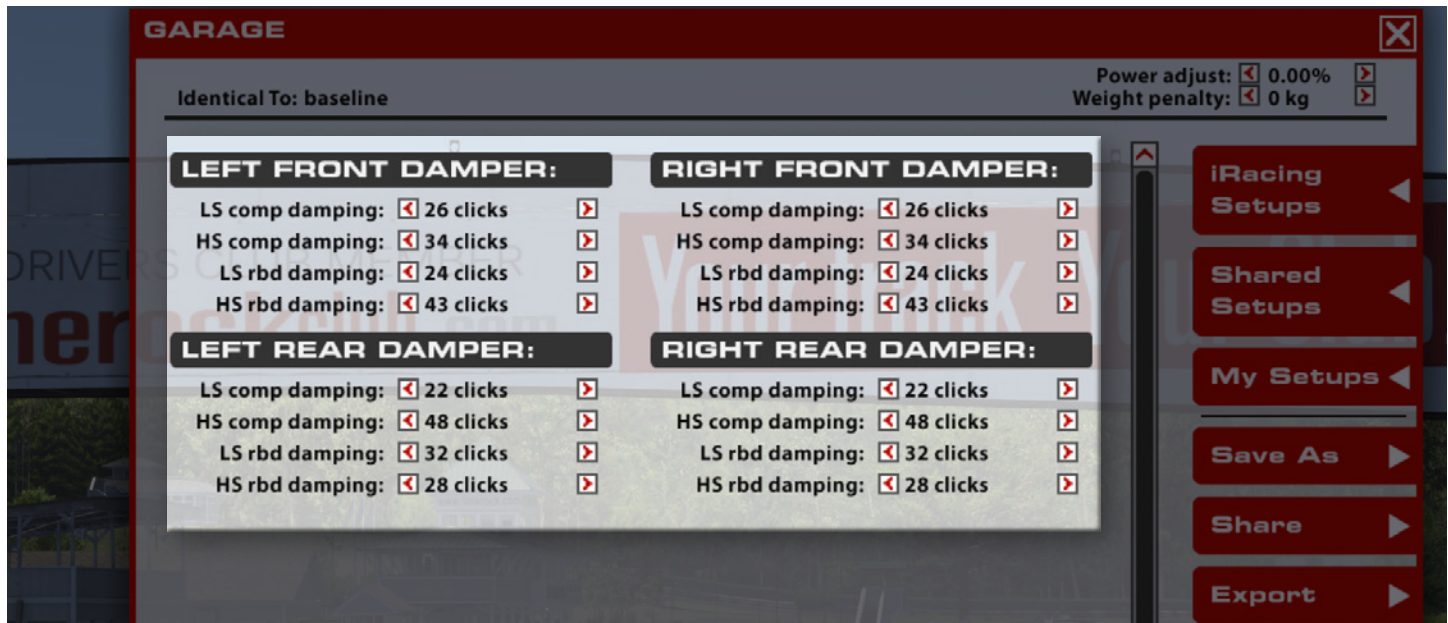 GARAGE
Identical To: baseline
Power adjust: 0.00%
Weight penalty: 0 kg
LEFT FRONT DAMPER:
LS comp damping: 26 clicks
HS comp damping: 34 clicks
LS rbd damping: 24 clicks
HS rbd damping: 43 clicks
RIGHT FRONT DAMPER:
LS comp damping: 26 clicks
HS comp damping: 34 clicks
LS rbd damping: 24 clicks
HS rbd damping: 43 clicks
LEFT REAR DAMPER:
LS comp damping: 22 clicks
HS comp damping: 48 clicks
LS rbd damping: 32 clicks
HS rbd damping: 28 clicks
RIGHT REAR DAMPER:
LS comp damping: 22 clicks
HS comp damping: 48 clicks
LS rbd damping: 32 clicks
HS rbd damping: 28 clicks
iRacing
Setups
Shared
Setups
My Setups
Save As
Share
Export
DRIVERS CLUB MEMBER
Your track